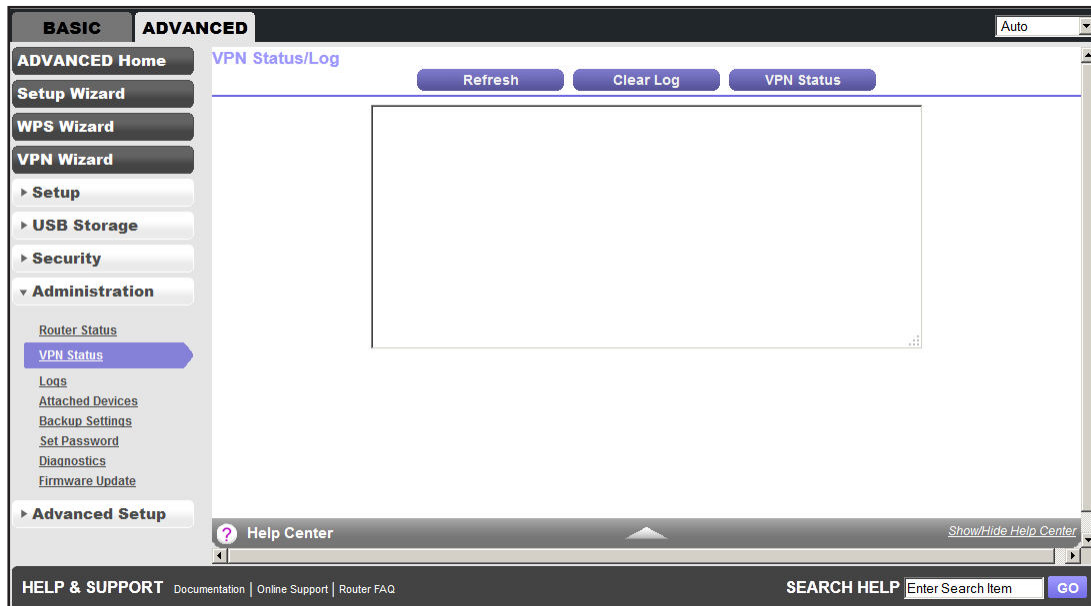 BASIC
ADVANCED
Auto
ADVANCED Home
Setup Wizard
WPS Wizard
VPN Wizard
Setup
USB Storage
Security
Administration
Router Status
VPN Status
Logs
Attached Devices
Backup Settings
Set Password
Diagnostics
Firmware Update
Advanced Setup
VPN Status/Log
Refresh
Clear Log
VPN Status
? Help Center
Show/Hide Help Center
HELP & SUPPORT Documentation | Online Support | Router FAQ
SEARCH HELP Enter Search Item GO